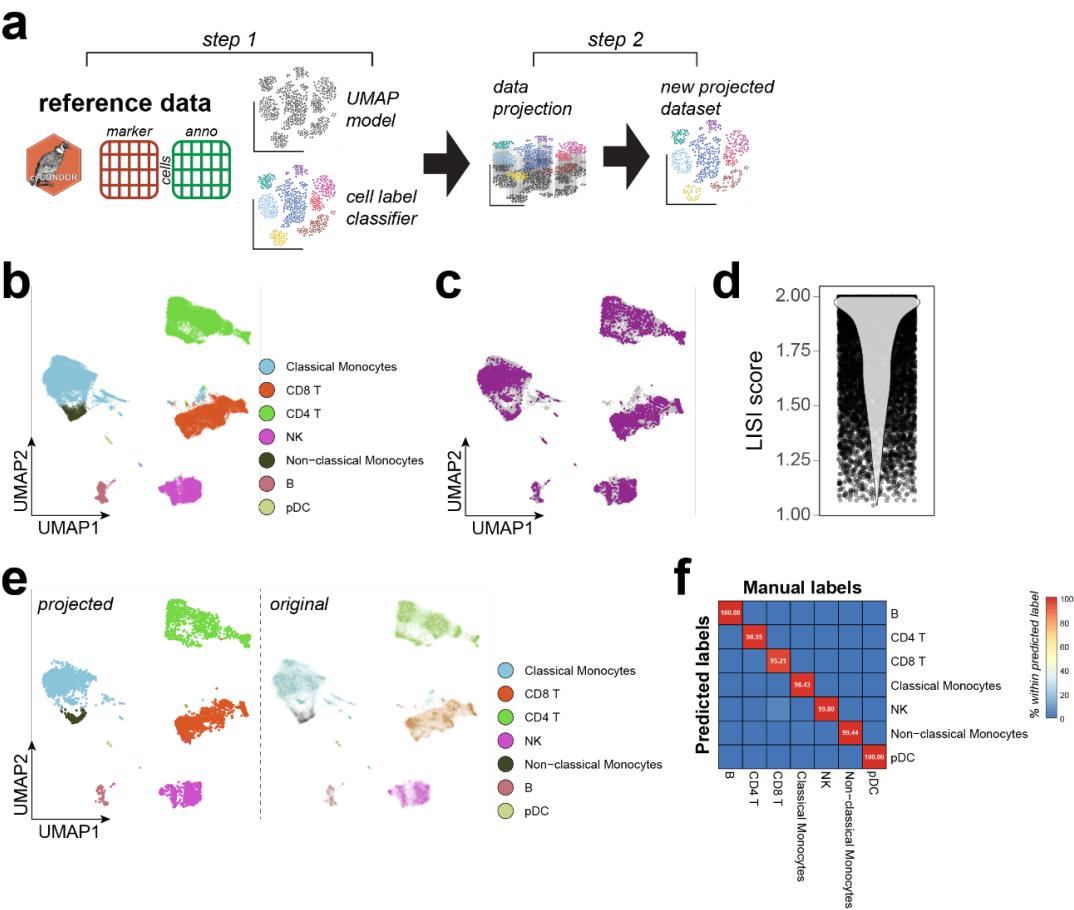 a
step 1
step 2
reference data
marker
anno
cells
cyCONDOR
UMAP
model
cell label
classifier
data
projection
new projected
dataset
b
UMAP2
UMAP1
Classical Monocytes
CD8 T
CD4 T
NK
Non−classical Monocytes
B
pDC
c
UMAP2
UMAP1
d
LISI score
2.00
1.75
1.50
1.25
1.00
e
projected
original
UMAP2
UMAP1
Classical Monocytes
CD8 T
CD4 T
NK
Non−classical Monocytes
B
pDC
f
Manual labels
Predicted labels
100.00
98.95
95.21
98.43
99.80
99.44
100.00
B
CD4 T
CD8 T
Classical Monocytes
NK
Non−classical Monocytes
pDC
B
CD4 T
CD8 T
Classical Monocytes
NK
Non−classical Monocytes
pDC
% within predicted label
100
80
60
40
20
0